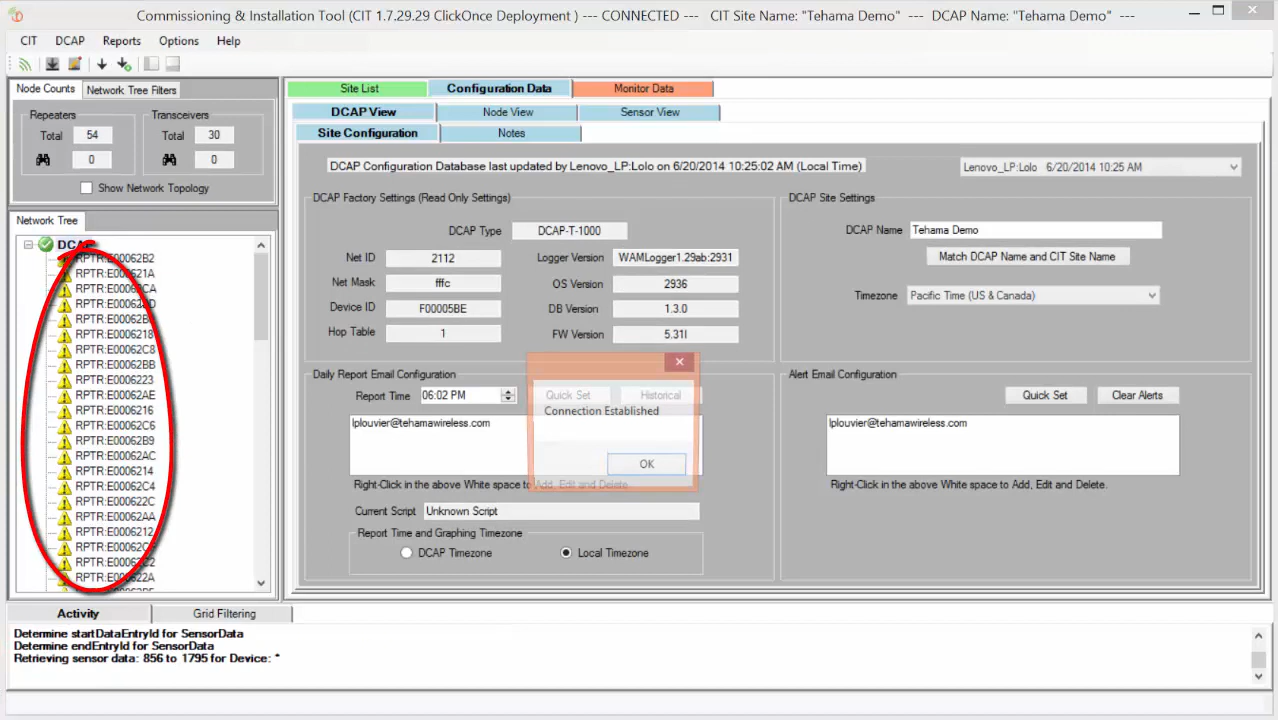 Commissioning & Installation Tool (CIT 1.7.29.29 ClickOnce Deployment ) --- CONNECTED --- CIT Site Name: "Tehama Demo" --- DCAP Name: "Tehama Demo" ---
CIT DCAP Reports Options Help
Node Counts Network Tree Filters
Repeaters Transceivers
Total 54 Total 30
0 0
Show Network Topology
Network Tree
DCAP
RPTR:E00062B2
RPTR:E000621A
RPTR:E00062CA
RPTR:E00062BD
RPTR:E0006218
RPTR:E00062C8
RPTR:E00062BB
RPTR:E0006223
RPTR:E00062AE
RPTR:E0006216
RPTR:E00062C6
RPTR:E00062B9
RPTR:E00062AC
RPTR:E0006214
RPTR:E00062C4
RPTR:E000622C
RPTR:E00062AA
RPTR:E0006212
RPTR:E00062C2
RPTR:E000622A
Site List Configuration Data Monitor Data
DCAP View Node View Sensor View
Site Configuration Notes
DCAP Configuration Database last updated by Lenovo_LP:Lolo on 6/20/2014 10:25:02 AM (Local Time)
Lenovo_LP:Lolo 6/20/2014 10:25 AM
DCAP Factory Settings (Read Only Settings)
DCAP Type DCAP-T-1000
Net ID 2112 Logger Version WAMLogger1.29ab:2931
Net Mask fffc OS Version 2936
Device ID F00005BE DB Version 1.3.0
Hop Table 1 FW Version 5.31I
DCAP Site Settings
DCAP Name Tehama Demo
Match DCAP Name and CIT Site Name
Timezone Pacific Time (US & Canada)
Daily Report Email Configuration
Report Time 06:02 PM Quick Set Historical
lplouvier@tehamawireless.com
Connection Established
OK
Right-Click in the above White space to Add, Edit and Delete.
Current Script Unknown Script
Report Time and Graphing Timezone
DCAP Timezone Local Timezone
Alert Email Configuration
Quick Set Clear Alerts
lplouvier@tehamawireless.com
Right-Click in the above White space to Add, Edit and Delete.
Activity Grid Filtering
Determine startDataEntryId for SensorData
Determine endEntryId for SensorData
Retrieving sensor data: 856 to 1795 for Device: *